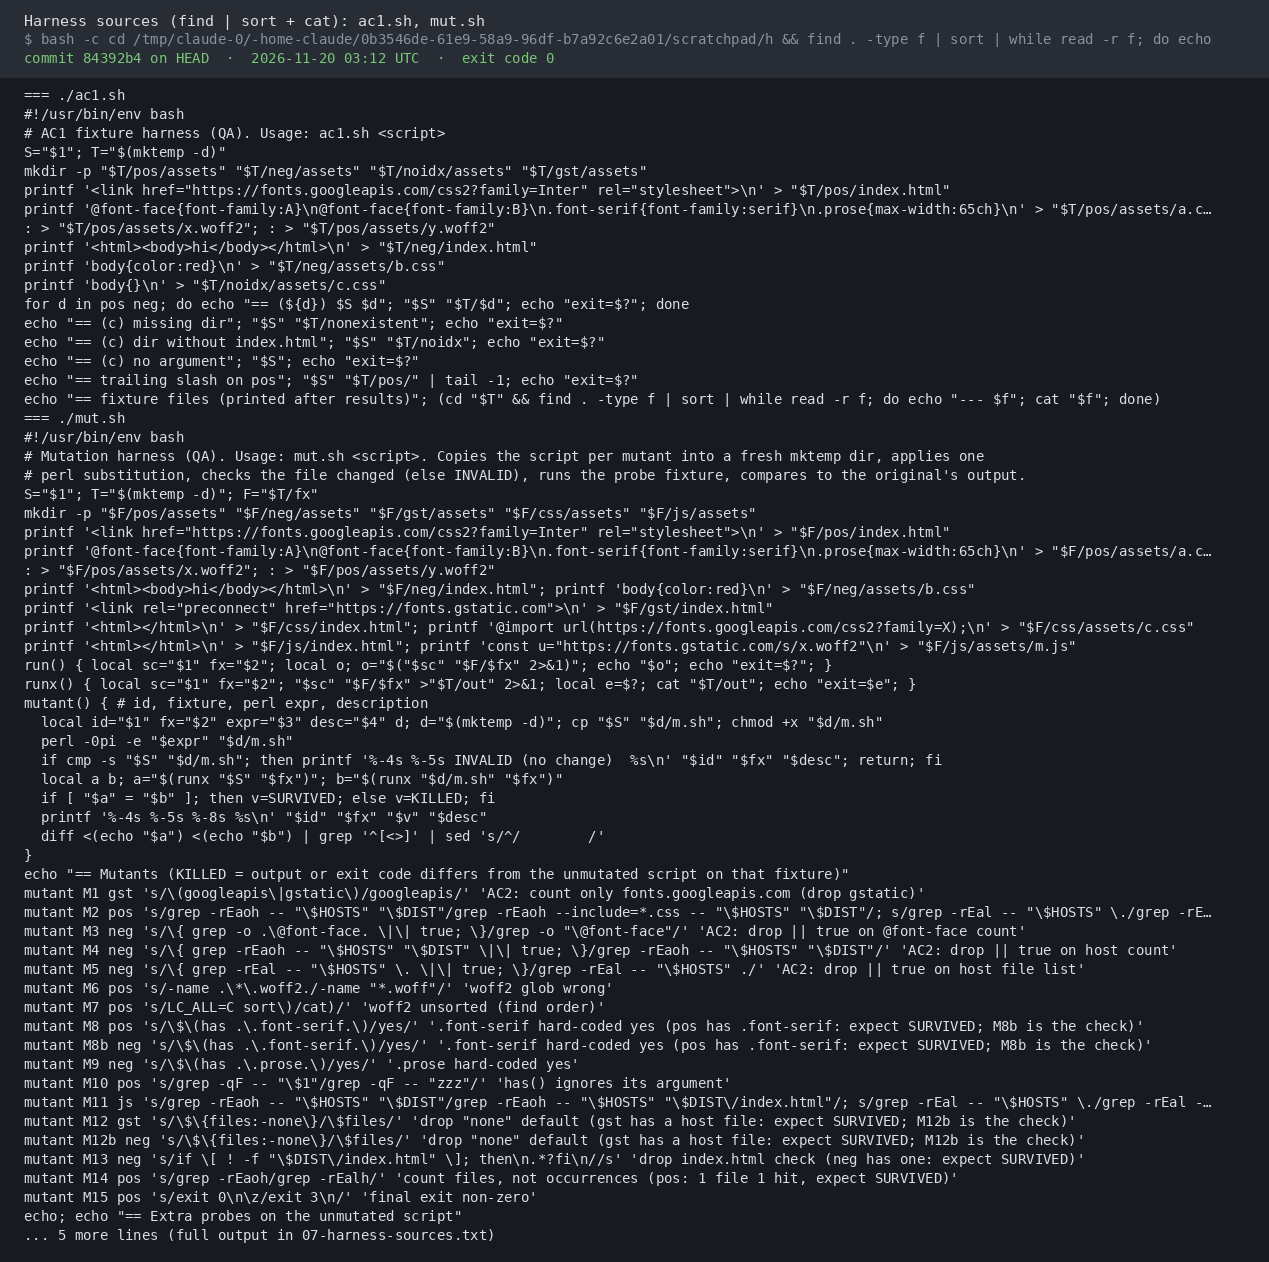 Harness sources (find | sort + cat): ac1.sh, mut.sh
$ bash -c cd /tmp/claude-0/-home-claude/0b3546de-61e9-58a9-96df-b7a92c6e2a01/scratchpad/h && find . -type f | sort | while read -r f; do echo
commit 84392b4 on HEAD  ·  2026-11-20 03:12 UTC  ·  exit code 0
=== ./ac1.sh
#!/usr/bin/env bash
# AC1 fixture harness (QA). Usage: ac1.sh <script>
S="$1"; T="$(mktemp -d)"
mkdir -p "$T/pos/assets" "$T/neg/assets" "$T/noidx/assets" "$T/gst/assets"
printf '<link href="https://fonts.googleapis.com/css2?family=Inter" rel="stylesheet">\n' > "$T/pos/index.html"
printf '@font-face{font-family:A}\n@font-face{font-family:B}\n.font-serif{font-family:serif}\n.prose{max-width:65ch}\n' > "$T/pos/assets/a.c…
: > "$T/pos/assets/x.woff2"; : > "$T/pos/assets/y.woff2"
printf '<html><body>hi</body></html>\n' > "$T/neg/index.html"
printf 'body{color:red}\n' > "$T/neg/assets/b.css"
printf 'body{}\n' > "$T/noidx/assets/c.css"
for d in pos neg; do echo "== (${d}) $S $d"; "$S" "$T/$d"; echo "exit=$?"; done
echo "== (c) missing dir"; "$S" "$T/nonexistent"; echo "exit=$?"
echo "== (c) dir without index.html"; "$S" "$T/noidx"; echo "exit=$?"
echo "== (c) no argument"; "$S"; echo "exit=$?"
echo "== trailing slash on pos"; "$S" "$T/pos/" | tail -1; echo "exit=$?"
echo "== fixture files (printed after results)"; (cd "$T" && find . -type f | sort | while read -r f; do echo "--- $f"; cat "$f"; done)
=== ./mut.sh
#!/usr/bin/env bash
# Mutation harness (QA). Usage: mut.sh <script>. Copies the script per mutant into a fresh mktemp dir, applies one
# perl substitution, checks the file changed (else INVALID), runs the probe fixture, compares to the original's output.
S="$1"; T="$(mktemp -d)"; F="$T/fx"
mkdir -p "$F/pos/assets" "$F/neg/assets" "$F/gst/assets" "$F/css/assets" "$F/js/assets"
printf '<link href="https://fonts.googleapis.com/css2?family=Inter" rel="stylesheet">\n' > "$F/pos/index.html"
printf '@font-face{font-family:A}\n@font-face{font-family:B}\n.font-serif{font-family:serif}\n.prose{max-width:65ch}\n' > "$F/pos/assets/a.c…
: > "$F/pos/assets/x.woff2"; : > "$F/pos/assets/y.woff2"
printf '<html><body>hi</body></html>\n' > "$F/neg/index.html"; printf 'body{color:red}\n' > "$F/neg/assets/b.css"
printf '<link rel="preconnect" href="https://fonts.gstatic.com">\n' > "$F/gst/index.html"
printf '<html></html>\n' > "$F/css/index.html"; printf '@import url(https://fonts.googleapis.com/css2?family=X);\n' > "$F/css/assets/c.css"
printf '<html></html>\n' > "$F/js/index.html"; printf 'const u="https://fonts.gstatic.com/s/x.woff2"\n' > "$F/js/assets/m.js"
run() { local sc="$1" fx="$2"; local o; o="$("$sc" "$F/$fx" 2>&1)"; echo "$o"; echo "exit=$?"; }
runx() { local sc="$1" fx="$2"; "$sc" "$F/$fx" >"$T/out" 2>&1; local e=$?; cat "$T/out"; echo "exit=$e"; }
mutant() { # id, fixture, perl expr, description
  local id="$1" fx="$2" expr="$3" desc="$4" d; d="$(mktemp -d)"; cp "$S" "$d/m.sh"; chmod +x "$d/m.sh"
  perl -0pi -e "$expr" "$d/m.sh"
  if cmp -s "$S" "$d/m.sh"; then printf '%-4s %-5s INVALID (no change)  %s\n' "$id" "$fx" "$desc"; return; fi
  local a b; a="$(runx "$S" "$fx")"; b="$(runx "$d/m.sh" "$fx")"
  if [ "$a" = "$b" ]; then v=SURVIVED; else v=KILLED; fi
  printf '%-4s %-5s %-8s %s\n' "$id" "$fx" "$v" "$desc"
  diff <(echo "$a") <(echo "$b") | grep '^[<>]' | sed 's/^/        /'
}
echo "== Mutants (KILLED = output or exit code differs from the unmutated script on that fixture)"
mutant M1 gst 's/\(googleapis\|gstatic\)/googleapis/' 'AC2: count only fonts.googleapis.com (drop gstatic)'
mutant M2 pos 's/grep -rEaoh -- "\$HOSTS" "\$DIST"/grep -rEaoh --include=*.css -- "\$HOSTS" "\$DIST"/; s/grep -rEal -- "\$HOSTS" \./grep -rE…
mutant M3 neg 's/\{ grep -o .\@font-face. \|\| true; \}/grep -o "\@font-face"/' 'AC2: drop || true on @font-face count'
mutant M4 neg 's/\{ grep -rEaoh -- "\$HOSTS" "\$DIST" \|\| true; \}/grep -rEaoh -- "\$HOSTS" "\$DIST"/' 'AC2: drop || true on host count'
mutant M5 neg 's/\{ grep -rEal -- "\$HOSTS" \. \|\| true; \}/grep -rEal -- "\$HOSTS" ./' 'AC2: drop || true on host file list'
mutant M6 pos 's/-name .\*\.woff2./-name "*.woff"/' 'woff2 glob wrong'
mutant M7 pos 's/LC_ALL=C sort\)/cat)/' 'woff2 unsorted (find order)'
mutant M8 pos 's/\$\(has .\.font-serif.\)/yes/' '.font-serif hard-coded yes (pos has .font-serif: expect SURVIVED; M8b is the check)'
mutant M8b neg 's/\$\(has .\.font-serif.\)/yes/' '.font-serif hard-coded yes (pos has .font-serif: expect SURVIVED; M8b is the check)'
mutant M9 neg 's/\$\(has .\.prose.\)/yes/' '.prose hard-coded yes'
mutant M10 pos 's/grep -qF -- "\$1"/grep -qF -- "zzz"/' 'has() ignores its argument'
mutant M11 js 's/grep -rEaoh -- "\$HOSTS" "\$DIST"/grep -rEaoh -- "\$HOSTS" "\$DIST\/index.html"/; s/grep -rEal -- "\$HOSTS" \./grep -rEal -…
mutant M12 gst 's/\$\{files:-none\}/\$files/' 'drop "none" default (gst has a host file: expect SURVIVED; M12b is the check)'
mutant M12b neg 's/\$\{files:-none\}/\$files/' 'drop "none" default (gst has a host file: expect SURVIVED; M12b is the check)'
mutant M13 neg 's/if \[ ! -f "\$DIST\/index.html" \]; then\n.*?fi\n//s' 'drop index.html check (neg has one: expect SURVIVED)'
mutant M14 pos 's/grep -rEaoh/grep -rEalh/' 'count files, not occurrences (pos: 1 file 1 hit, expect SURVIVED)'
mutant M15 pos 's/exit 0\n\z/exit 3\n/' 'final exit non-zero'
echo; echo "== Extra probes on the unmutated script"
... 5 more lines (full output in 07-harness-sources.txt)